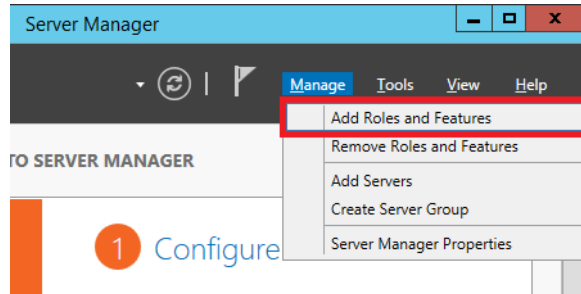 Server Manager
Manage Tools View Help
Add Roles and Features
Remove Roles and Features
TO SERVER MANAGER
Add Servers
Create Server Group
1 Configure
Server Manager Properties